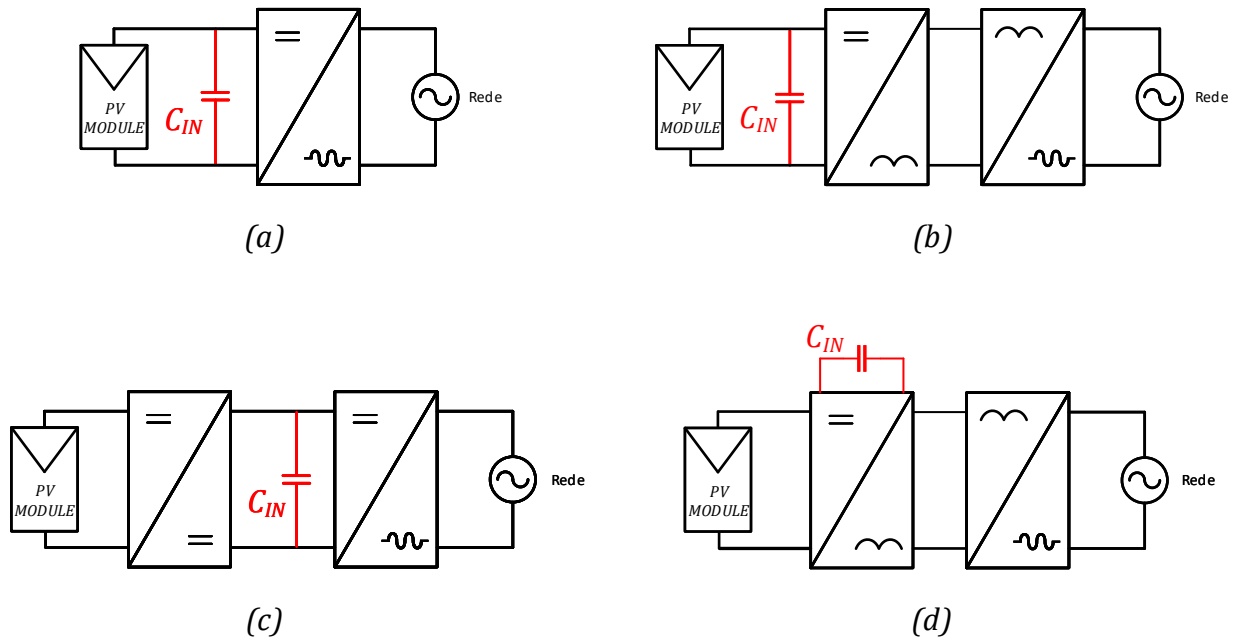 PV
MODULE
C_IN
Rede
(a)
PV
MODULE
C_IN
Rede
(b)
PV
MODULE
C_IN
Rede
(c)
C_IN
PV
MODULE
Rede
(d)